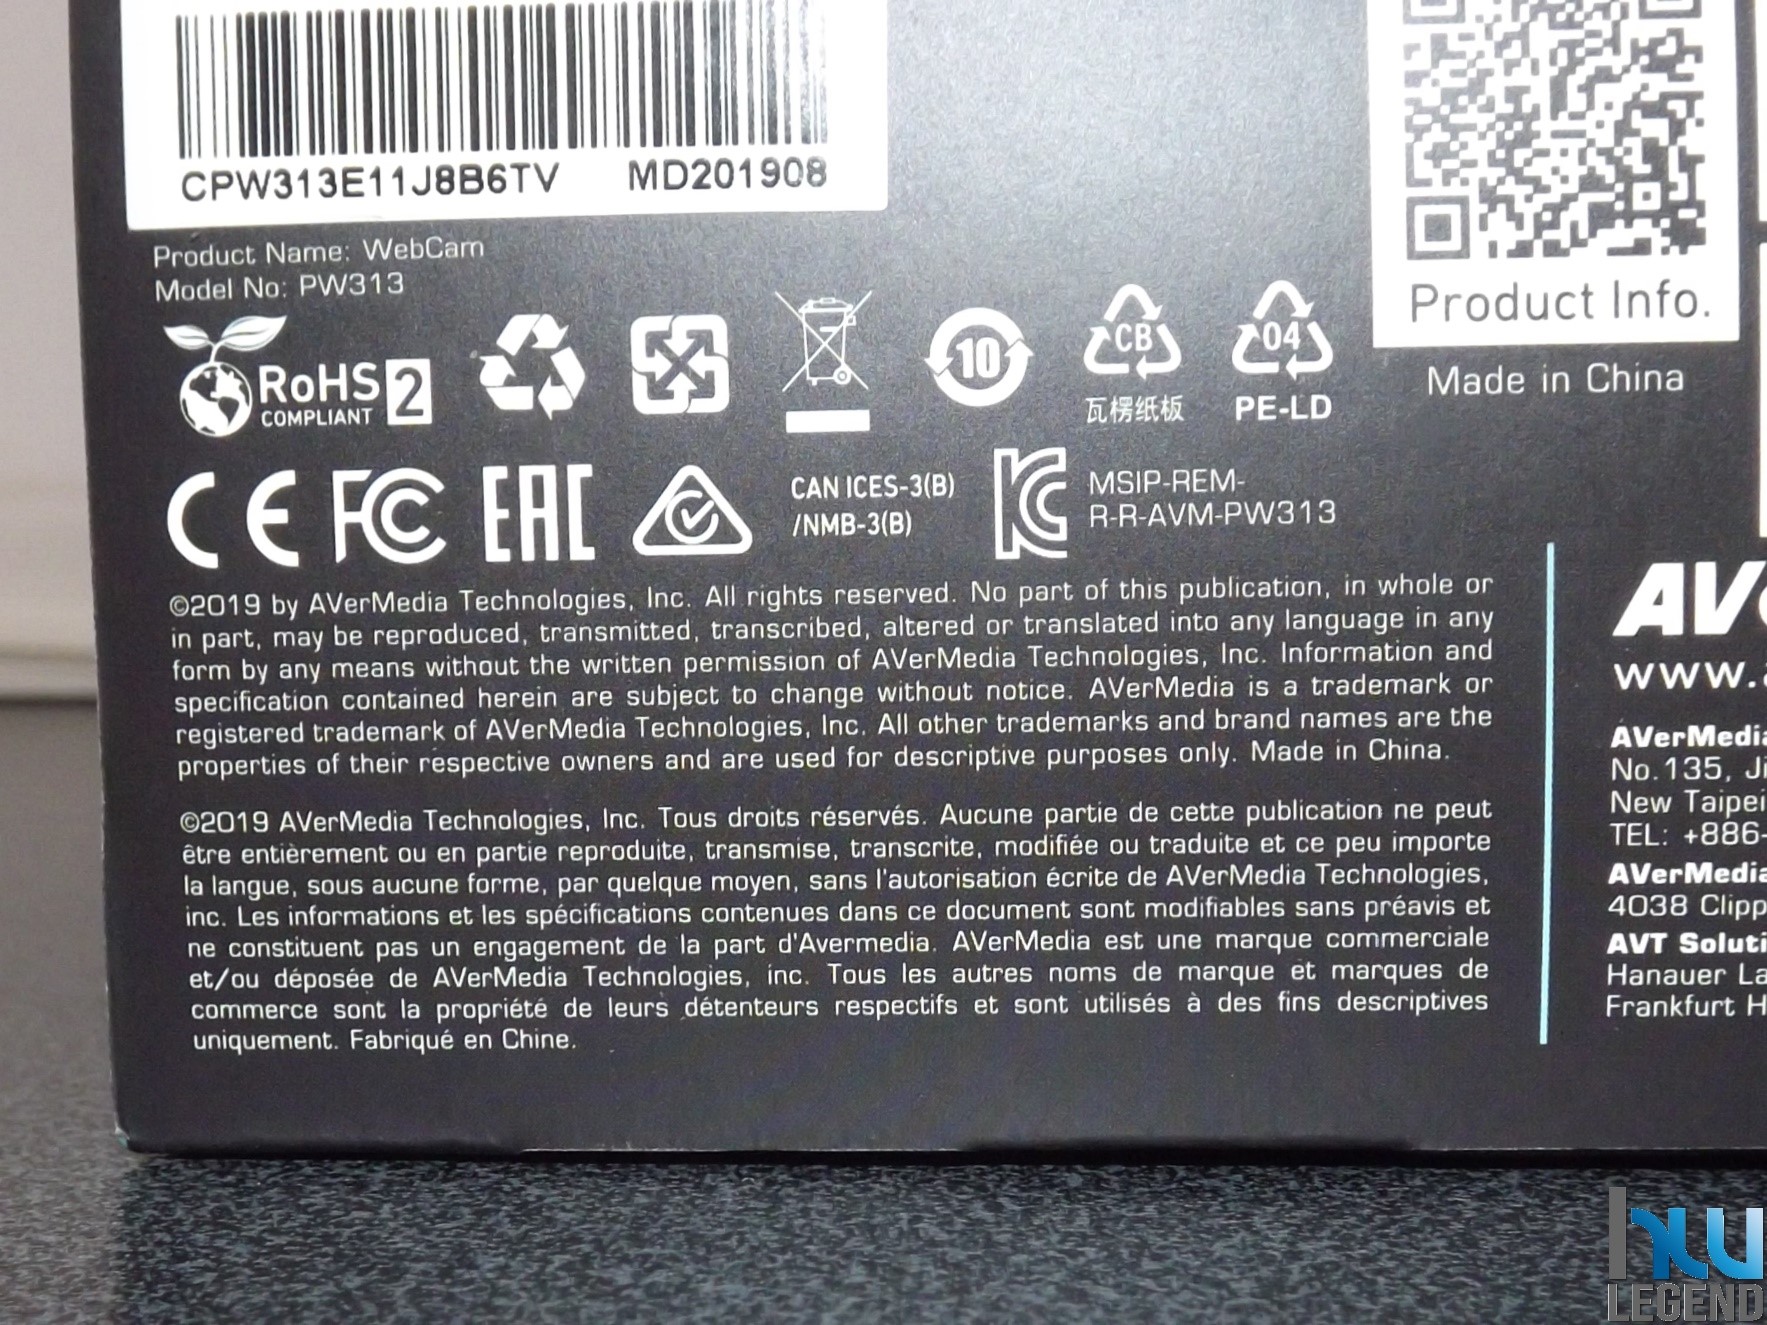 CPW313E11J8B6TV MD201908
Product Name: WebCam
Model No: PW313
RoHS 2
COMPLIANT
10
CB
瓦楞纸板
04
PE-LD
Product Info.
Made in China
CE FC EAC
CAN ICES-3(B)
/NMB-3(B)
MSIP-REM-
R-R-AVM-PW313
©2019 by AVerMedia Technologies, Inc. All rights reserved. No part of this publication, in whole or
in part, may be reproduced, transmitted, transcribed, altered or translated into any language in any
form by any means without the written permission of AVerMedia Technologies, Inc. Information and
specification contained herein are subject to change without notice. AVerMedia is a trademark or
registered trademark of AVerMedia Technologies, Inc. All other trademarks and brand names are the
properties of their respective owners and are used for descriptive purposes only. Made in China.
©2019 AVerMedia Technologies, Inc. Tous droits réservés. Aucune partie de cette publication ne peut
être entièrement ou en partie reproduite, transmise, transcrite, modifiée ou traduite et ce peu importe
la langue, sous aucune forme, par quelque moyen, sans l'autorisation écrite de AVerMedia Technologies,
inc. Les informations et les spécifications contenues dans ce document sont modifiables sans préavis et
ne constituent pas un engagement de la part d'Avermedia. AVerMedia est une marque commerciale
et/ou déposée de AVerMedia Technologies, inc. Tous les autres noms de marque et marques de
commerce sont la propriété de leurs détenteurs respectifs et sont utilisés à des fins descriptives
uniquement. Fabriqué en Chine.
AV
www.
AVerMedia
No.135,
New Taipei
TEL: +886-
AVerMedia
4038
AVT
Hanauer
Frankfurt
HW
LEGEND